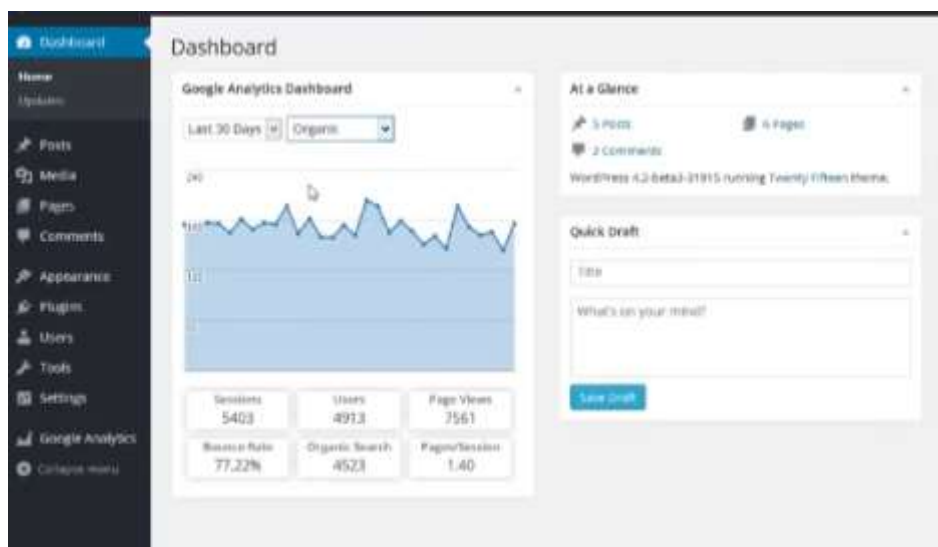 Dashboard
Home
Updates
Posts
Media
Pages
Comments
Appearance
Plugins
Users
Tools
Settings
Google Analytics
Collapse menu
Dashboard
Google Analytics Dashboard
Last 30 Days
Organic
240
Sessions
5403
Users
4913
Page Views
7561
Bounce Rate
77.22%
Organic Search
4523
Pages/Session
1.40
At a Glance
5 Posts
2 Comments
WordPress 4.2-beta3-31915 running Twenty Fifteen theme.
Quick Draft
Title
What's on your mind?
Save Draft